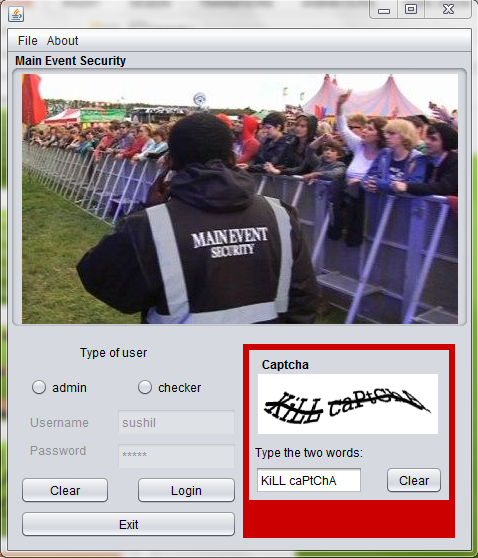 File About
Main Event Security
MAIN EVENT
SECURITY
Type of user
admin
checker
Username
sushil
Password
*****
Clear
Login
Exit
Captcha
KiLL caPtChA
Type the two words:
KiLL caPtChA
Clear